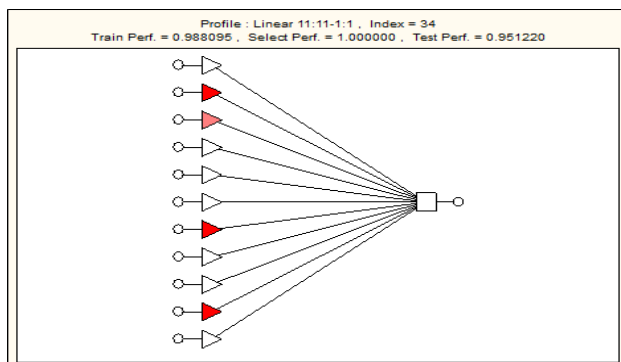 Profile : Linear 11:11-1:1 , Index = 34
Train Perf. = 0.988095 , Select Perf. = 1.000000 , Test Perf. = 0.951220